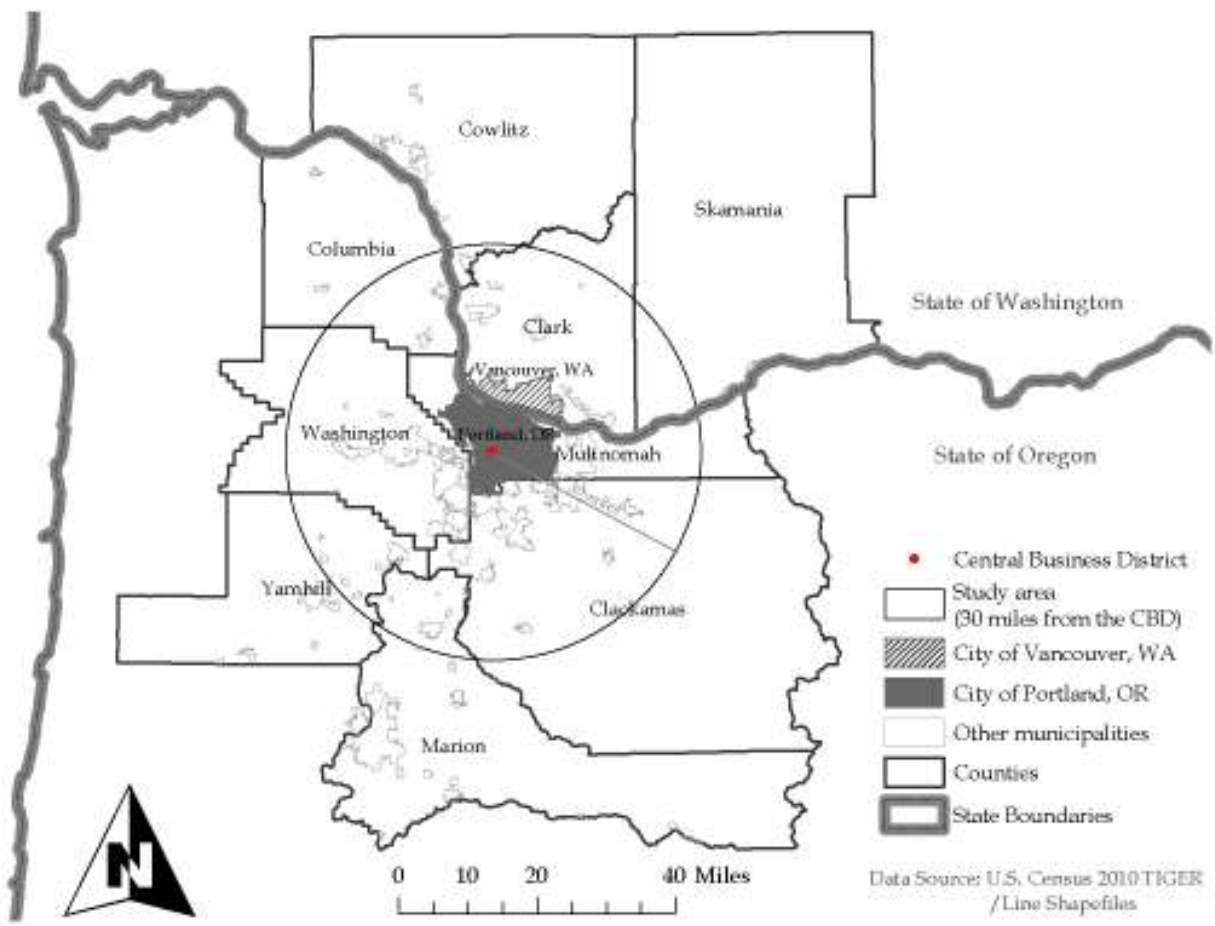 Cowlitz
Skamania
Columbia
State of Washington
Clark
Vancouver, WA
Washington
Portland, OR
Multnomah
State of Oregon
Yamhill
Clackamas
Marion
Central Business District
Study area
(30 miles from the CBD)
City of Vancouver, WA
City of Portland, OR
Other municipalities
Counties
State Boundaries
N
0 10 20 40 Miles
Data Source: U.S. Census 2010 TIGER
/Line Shapefiles